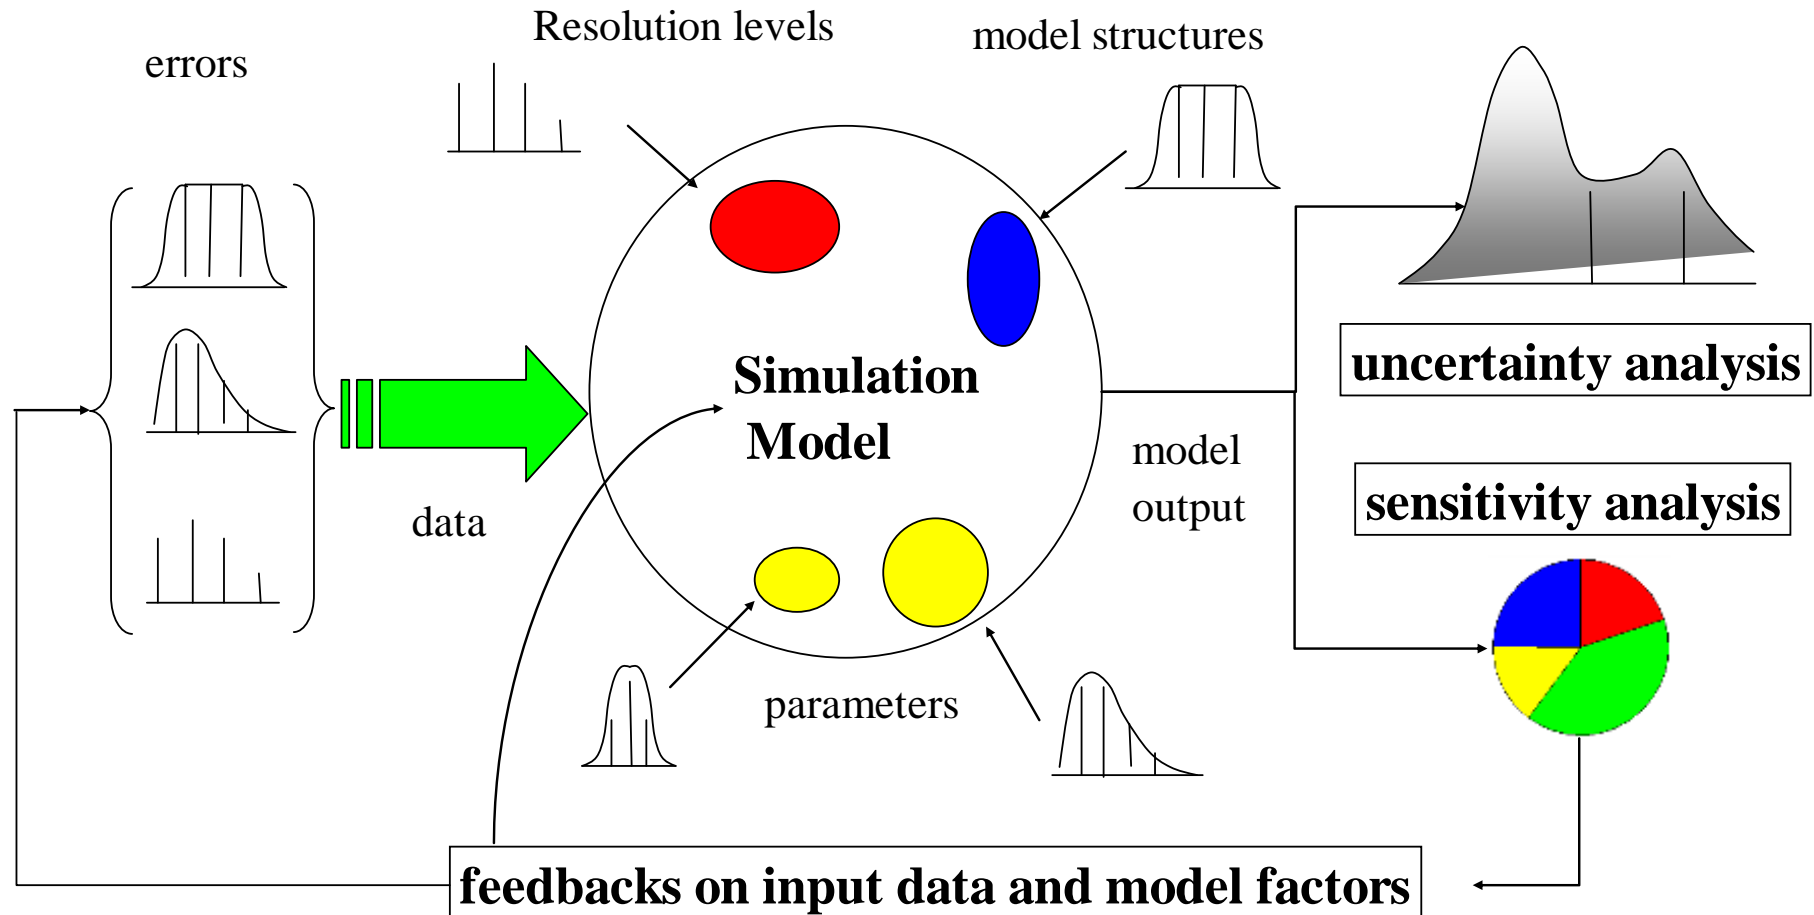 Resolution levels
model structures
errors
uncertainty analysis
Simulation
Model
model
output
sensitivity analysis
data
parameters
feedbacks on input data and model factors